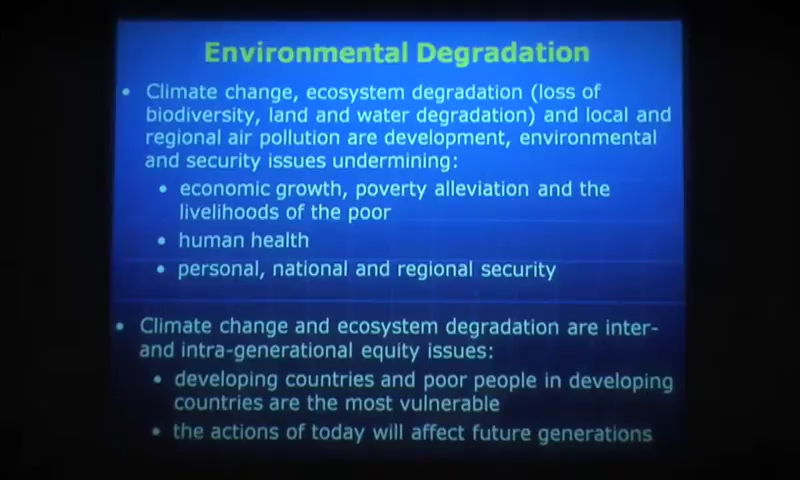 Environmental Degradation
• Climate change, ecosystem degradation (loss of
biodiversity, land and water degradation) and local and
regional air pollution are development, environmental
and security issues undermining:
• economic growth, poverty alleviation and the
livelihoods of the poor
• human health
• personal, national and regional security
• Climate change and ecosystem degradation are inter-
and intra-generational equity issues:
• developing countries and poor people in developing
countries are the most vulnerable
• the actions of today will affect future generations